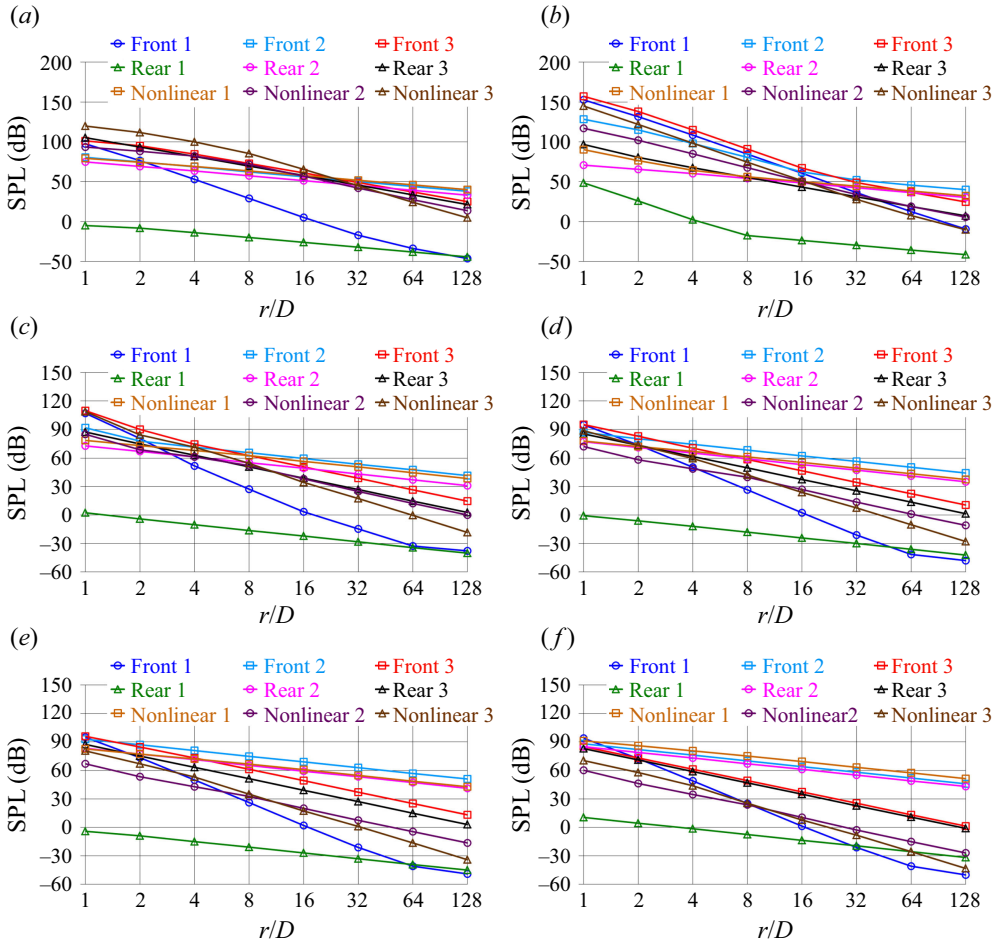 (a)
Front 1 Front 2 Front 3
Rear 1 Rear 2 Rear 3
Nonlinear 1 Nonlinear 2 Nonlinear 3
200
150
100
50
0
–50
SPL (dB)
1 2 4 8 16 32 64 128
r/D
(b)
Front 1 Front 2 Front 3
Rear 1 Rear 2 Rear 3
Nonlinear 1 Nonlinear 2 Nonlinear 3
200
150
100
50
0
–50
SPL (dB)
1 2 4 8 16 32 64 128
r/D
(c)
Front 1 Front 2 Front 3
Rear 1 Rear 2 Rear 3
Nonlinear 1 Nonlinear 2 Nonlinear 3
150
120
90
60
30
0
–30
–60
SPL (dB)
1 2 4 8 16 32 64 128
r/D
(d)
Front 1 Front 2 Front 3
Rear 1 Rear 2 Rear 3
Nonlinear 1 Nonlinear 2 Nonlinear 3
150
120
90
60
30
0
–30
–60
SPL (dB)
1 2 4 8 16 32 64 128
r/D
(e)
Front 1 Front 2 Front 3
Rear 1 Rear 2 Rear 3
Nonlinear 1 Nonlinear 2 Nonlinear 3
150
120
90
60
30
0
–30
–60
SPL (dB)
1 2 4 8 16 32 64 128
r/D
(f)
Front 1 Front 2 Front 3
Rear 1 Rear 2 Rear 3
Nonlinear 1 Nonlinear2 Nonlinear 3
150
120
90
60
30
0
–30
–60
SPL (dB)
1 2 4 8 16 32 64 128
r/D